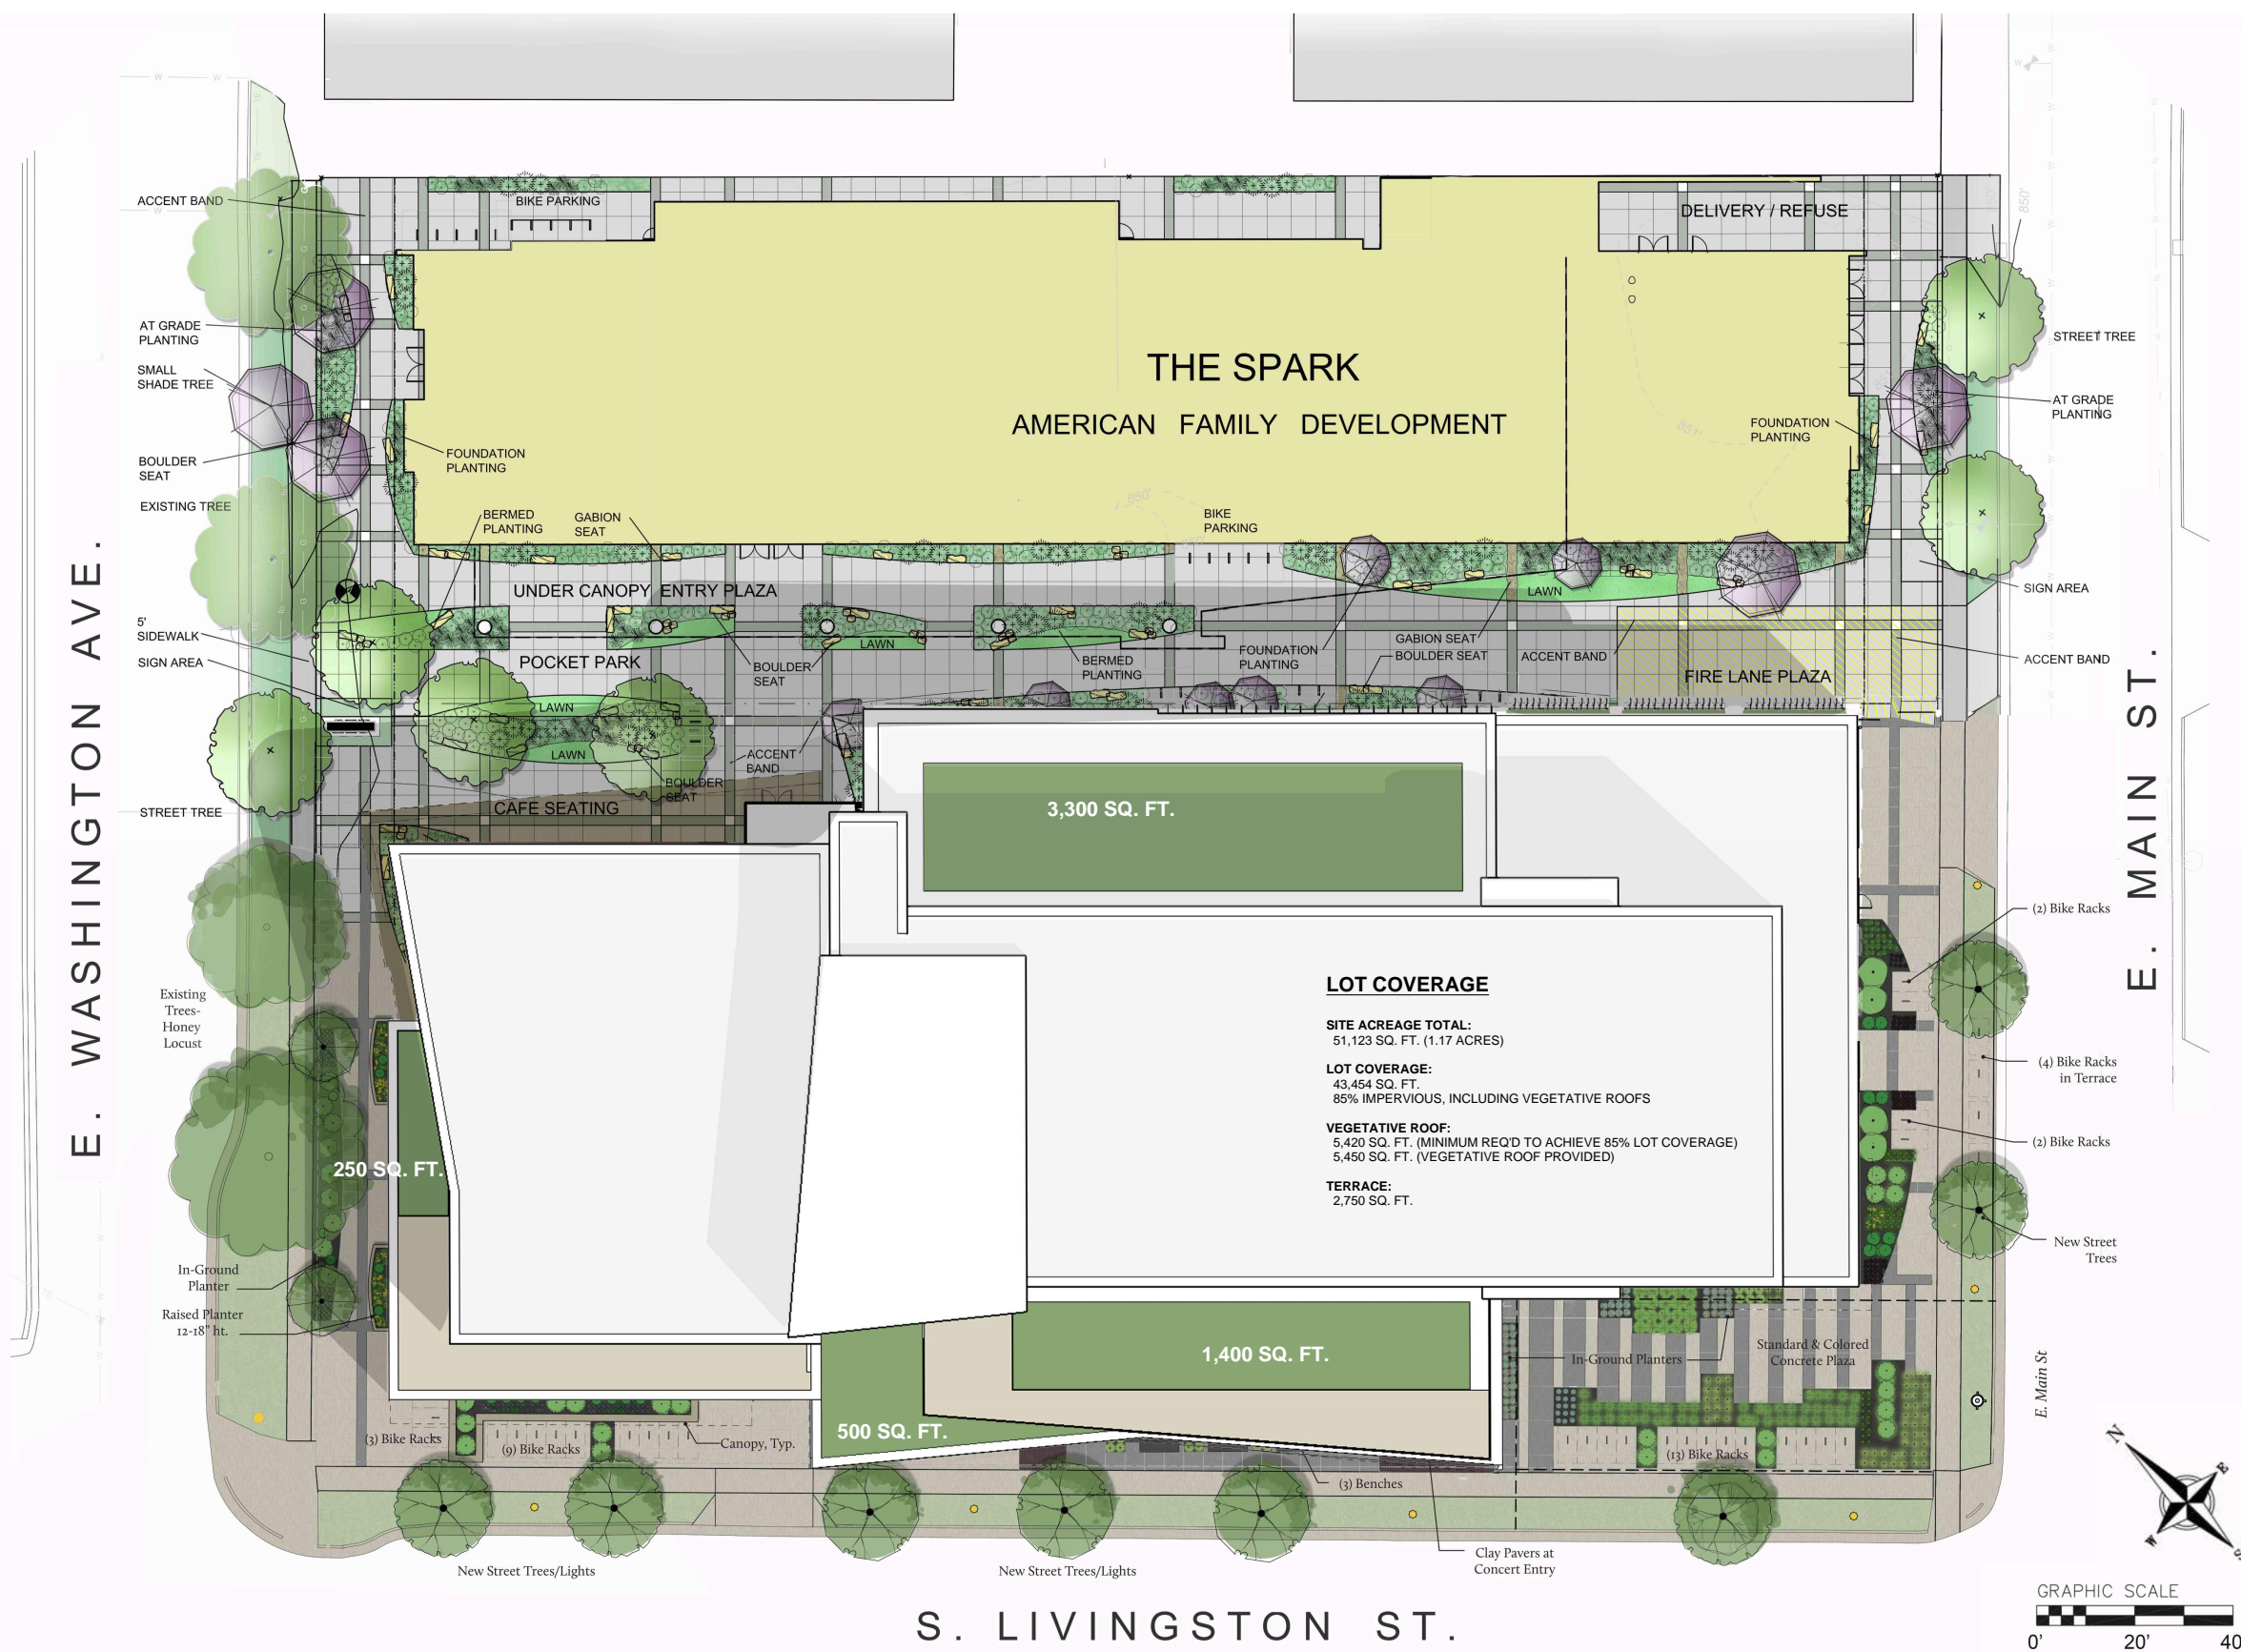 ACCENT BAND
BIKE PARKING
DELIVERY / REFUSE
850'
AT GRADE
PLANTING
SMALL
SHADE TREE
BOULDER
SEAT
EXISTING TREE
FOUNDATION
PLANTING
THE SPARK
AMERICAN FAMILY DEVELOPMENT
851'
FOUNDATION
PLANTING
STREET TREE
AT GRADE
PLANTING
BERMED
PLANTING
GABION
SEAT
850'
BIKE
PARKING
UNDER CANOPY ENTRY PLAZA
LAWN
SIGN AREA
5'
SIDEWALK
SIGN AREA
POCKET PARK
BOULDER
SEAT
LAWN
BERMED
PLANTING
FOUNDATION
PLANTING
GABION SEAT
BOULDER SEAT
ACCENT BAND
FIRE LANE PLAZA
ACCENT BAND
LAWN
LAWN
ACCENT
BAND
BOULDER
SEAT
STREET TREE
CAFE SEATING
E. WASHINGTON AVE.
E. MAIN ST.
3,300 SQ. FT.
Existing
Trees-
Honey
Locust
LOT COVERAGE
SITE ACREAGE TOTAL:
51,123 SQ. FT. (1.17 ACRES)
LOT COVERAGE:
43,454 SQ. FT.
85% IMPERVIOUS, INCLUDING VEGETATIVE ROOFS
VEGETATIVE ROOF:
5,420 SQ. FT. (MINIMUM REQ'D TO ACHIEVE 85% LOT COVERAGE)
5,450 SQ. FT. (VEGETATIVE ROOF PROVIDED)
TERRACE:
2,750 SQ. FT.
(2) Bike Racks
(4) Bike Racks
in Terrace
(2) Bike Racks
New Street
Trees
250 SQ. FT.
In-Ground
Planter
Raised Planter
12-18" ht.
1,400 SQ. FT.
500 SQ. FT.
In-Ground Planters
Standard & Colored
Concrete Plaza
E. Main St
(3) Bike Racks
(9) Bike Racks
Canopy, Typ.
(13) Bike Racks
(3) Benches
New Street Trees/Lights
New Street Trees/Lights
Clay Pavers at
Concert Entry
N
E
W
S
S. LIVINGSTON ST.
GRAPHIC SCALE
0' 20' 40